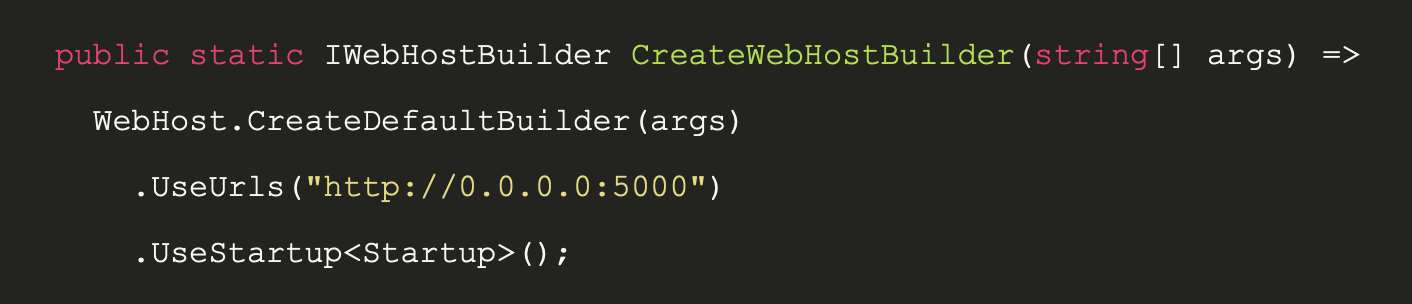 public static IWebHostBuilder CreateWebHostBuilder(string[] args) =>
WebHost.CreateDefaultBuilder(args)
.UseUrls("http://0.0.0.0:5000")
.UseStartup<Startup>();